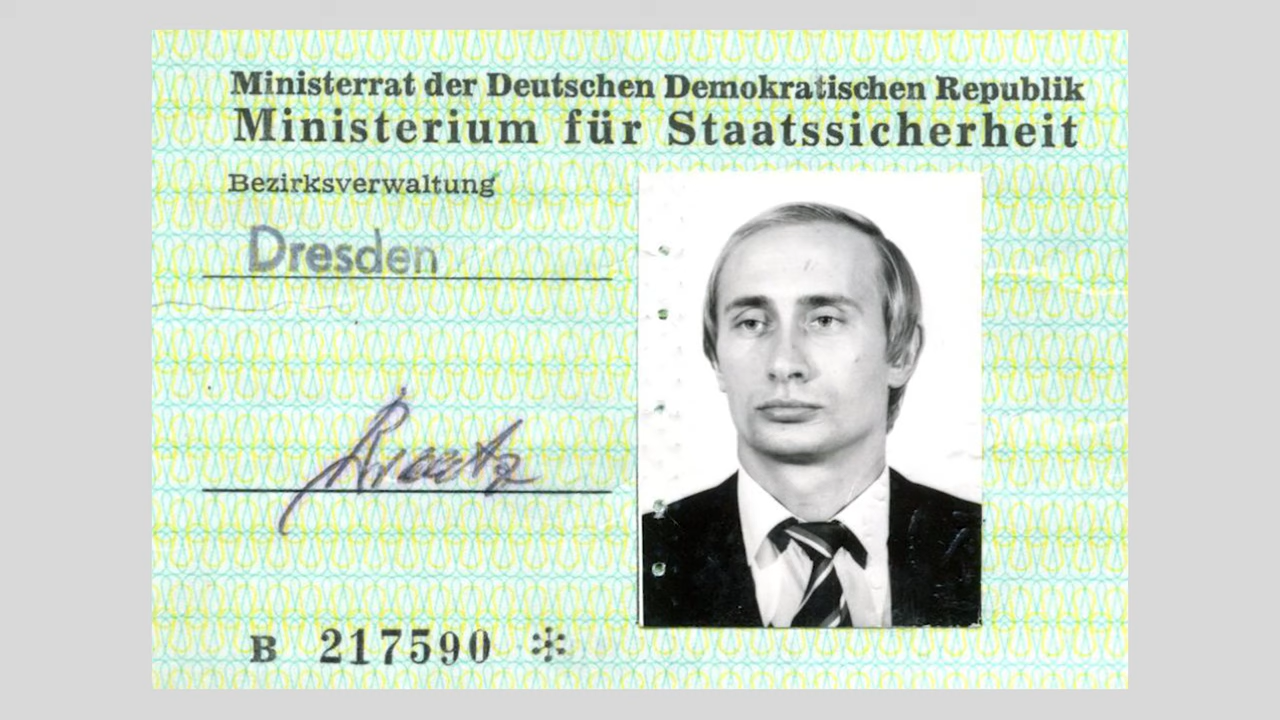 Ministerrat der Deutschen Demokratischen Republik
Ministerium für Staatssicherheit
Bezirksverwaltung
Dresden
B 217590 *